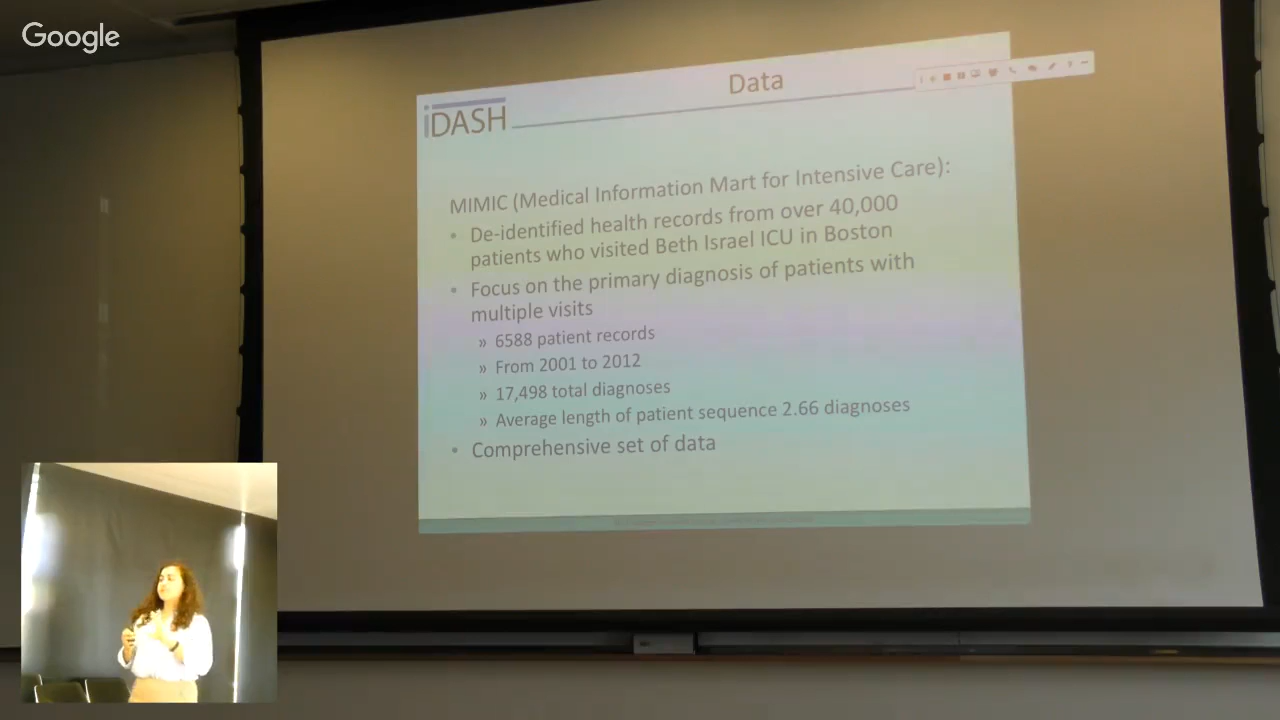 Google
Data
iDASH
MIMIC (Medical Information Mart for Intensive Care):
• De-identified health records from over 40,000
patients who visited Beth Israel ICU in Boston
• Focus on the primary diagnosis of patients with
multiple visits
» 6588 patient records
» From 2001 to 2012
» 17,498 total diagnoses
» Average length of patient sequence 2.66 diagnoses
• Comprehensive set of data